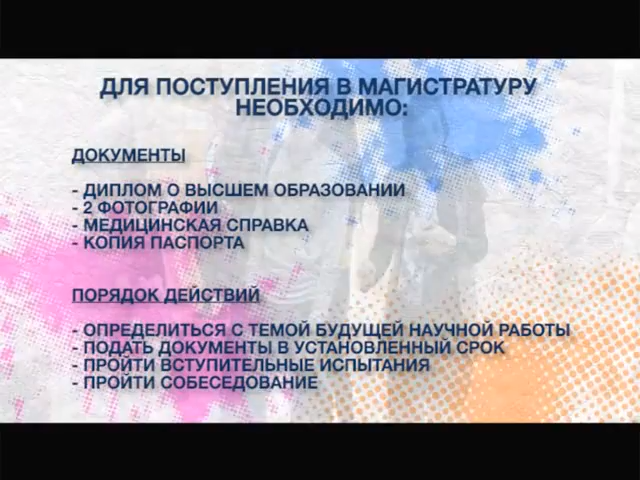 ДЛЯ ПОСТУПЛЕНИЯ В МАГИСТРАТУРУ
НЕОБХОДИМО:
ДОКУМЕНТЫ
- ДИПЛОМ О ВЫСШЕМ ОБРАЗОВАНИИ
- 2 ФОТОГРАФИИ
- МЕДИЦИНСКАЯ СПРАВКА
- КОПИЯ ПАСПОРТА
ПОРЯДОК ДЕЙСТВИЙ
- ОПРЕДЕЛИТЬСЯ С ТЕМОЙ БУДУЩЕЙ НАУЧНОЙ РАБОТЫ
- ПОДАТЬ ДОКУМЕНТЫ В УСТАНОВЛЕННЫЙ СРОК
- ПРОЙТИ ВСТУПИТЕЛЬНЫЕ ИСПЫТАНИЯ
- ПРОЙТИ СОБЕСЕДОВАНИЕ